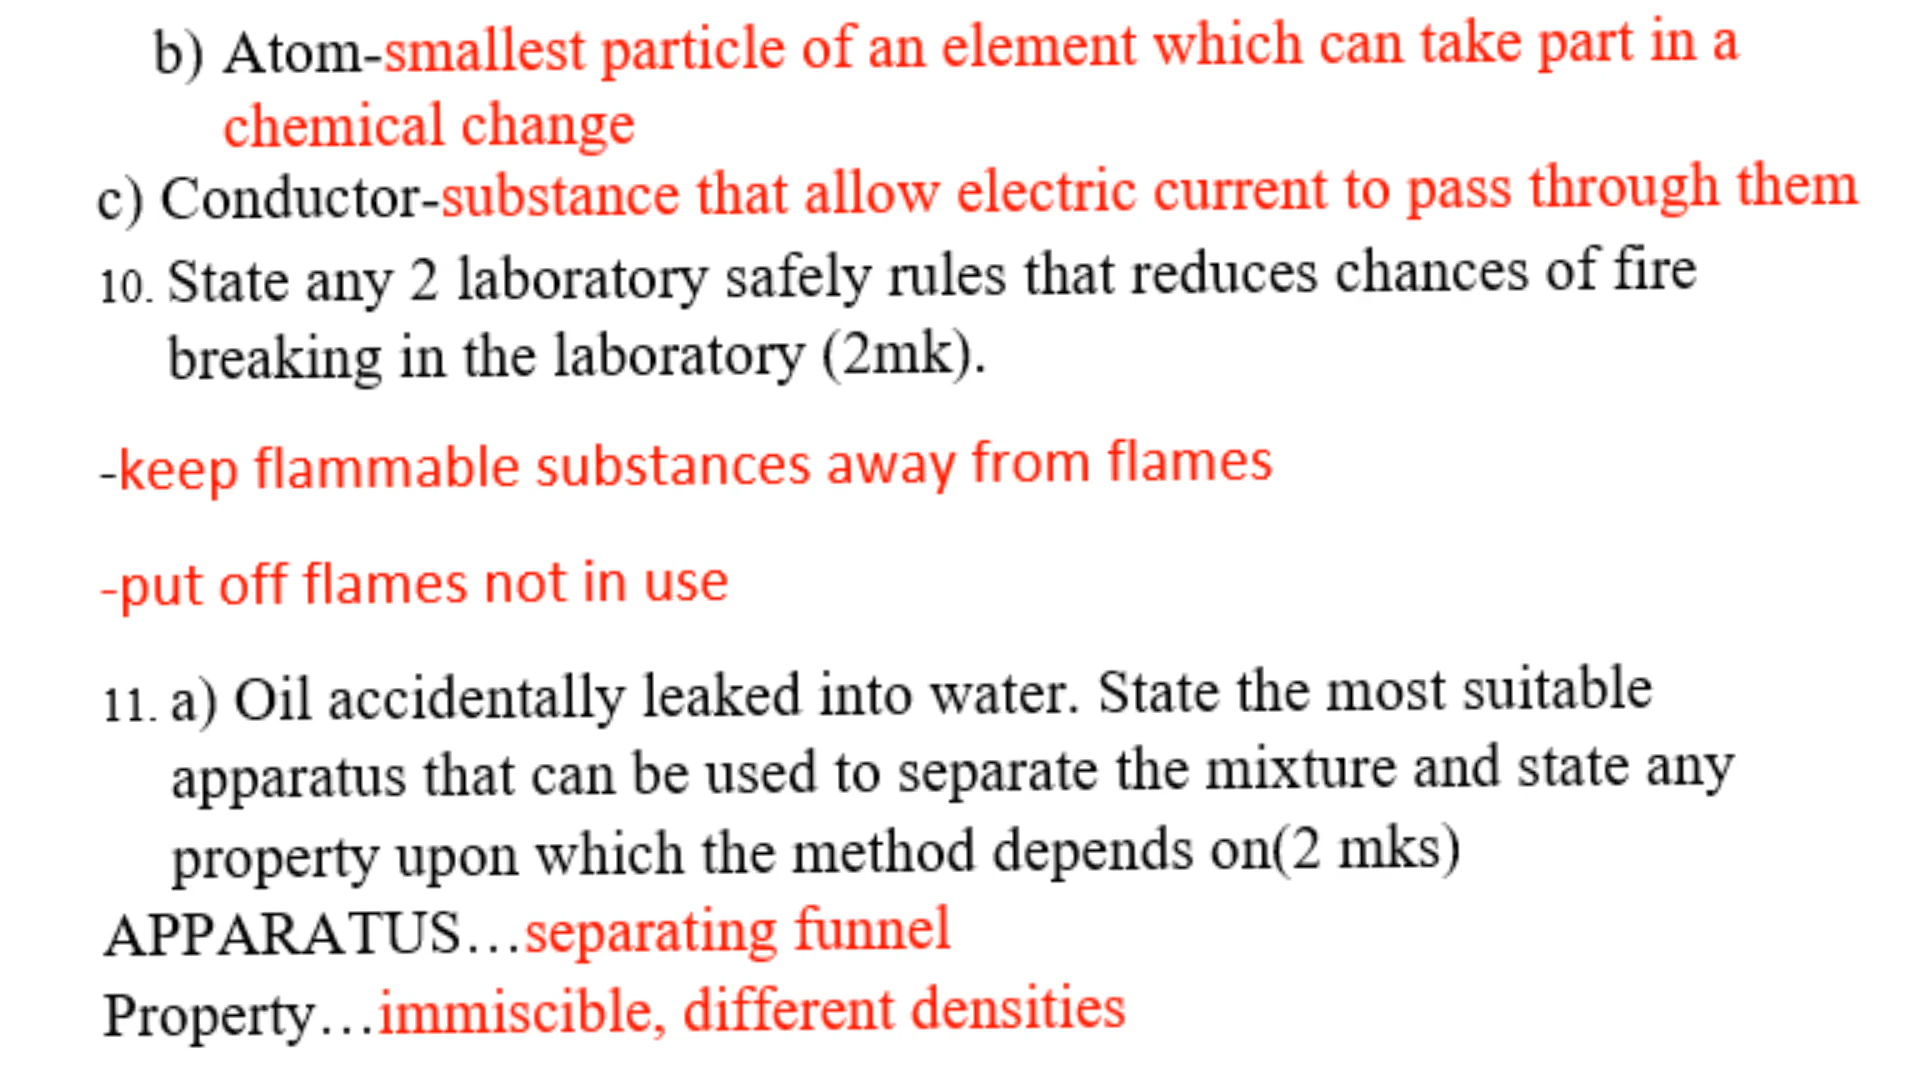 b) Atom-smallest particle of an element which can take part in a
chemical change
c) Conductor-substance that allow electric current to pass through them
10. State any 2 laboratory safely rules that reduces chances of fire
breaking in the laboratory (2mk).
-keep flammable substances away from flames
-put off flames not in use
11. a) Oil accidentally leaked into water. State the most suitable
apparatus that can be used to separate the mixture and state any
property upon which the method depends on(2 mks)
APPARATUS...separating funnel
Property...immiscible, different densities